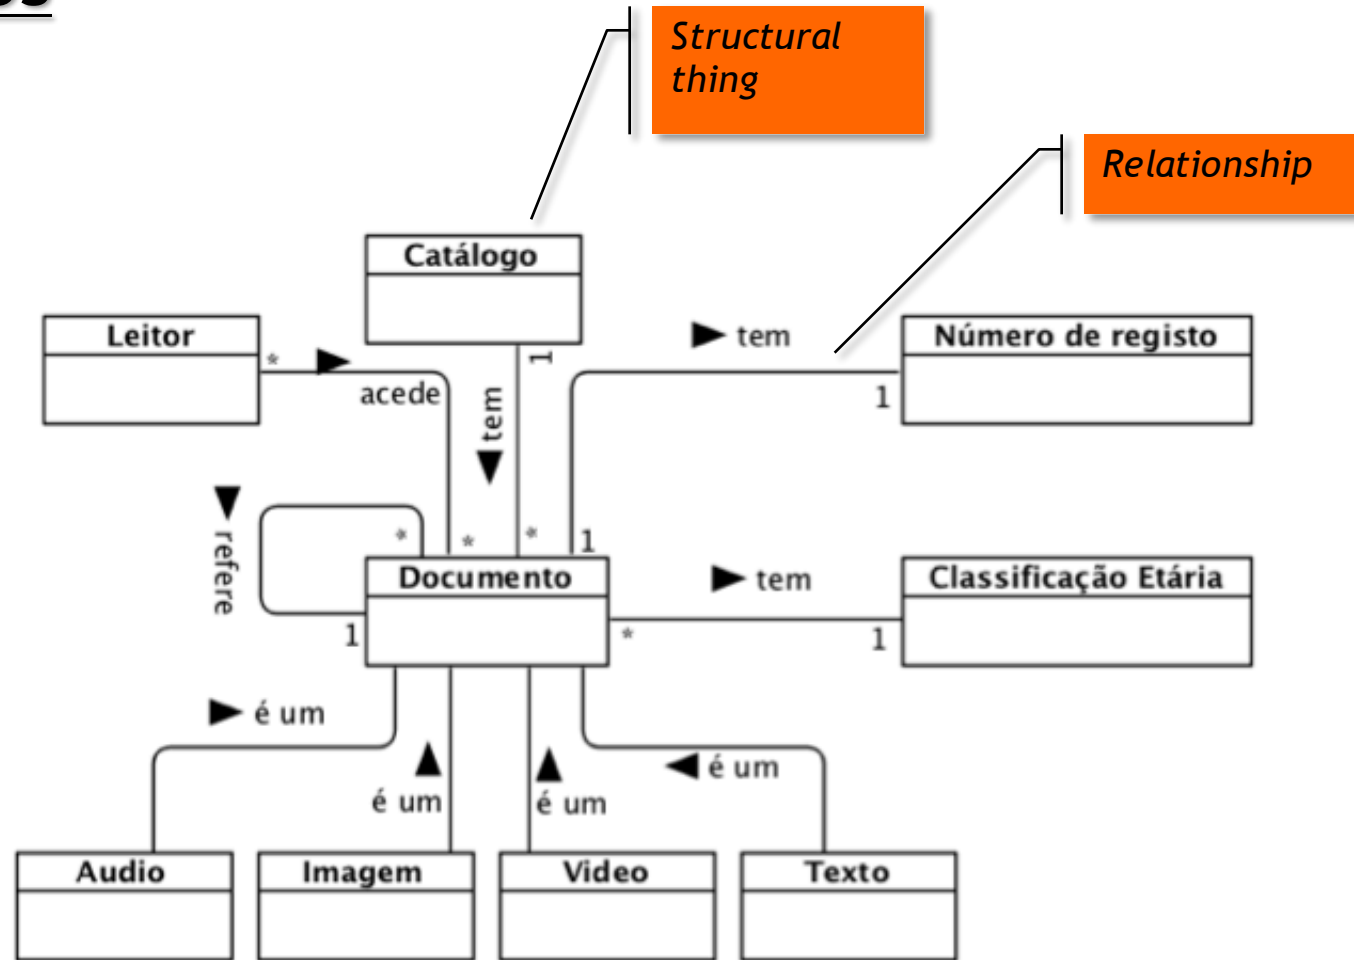 Structural
thing
Relationship
Catálogo
Leitor
tem
Número de registo
*
1
acede
1
tem
refere
*
*
*
1
Documento
tem
Classificação Etária
1
*
1
é um
é um
é um
é um
Audio
Imagem
Video
Texto